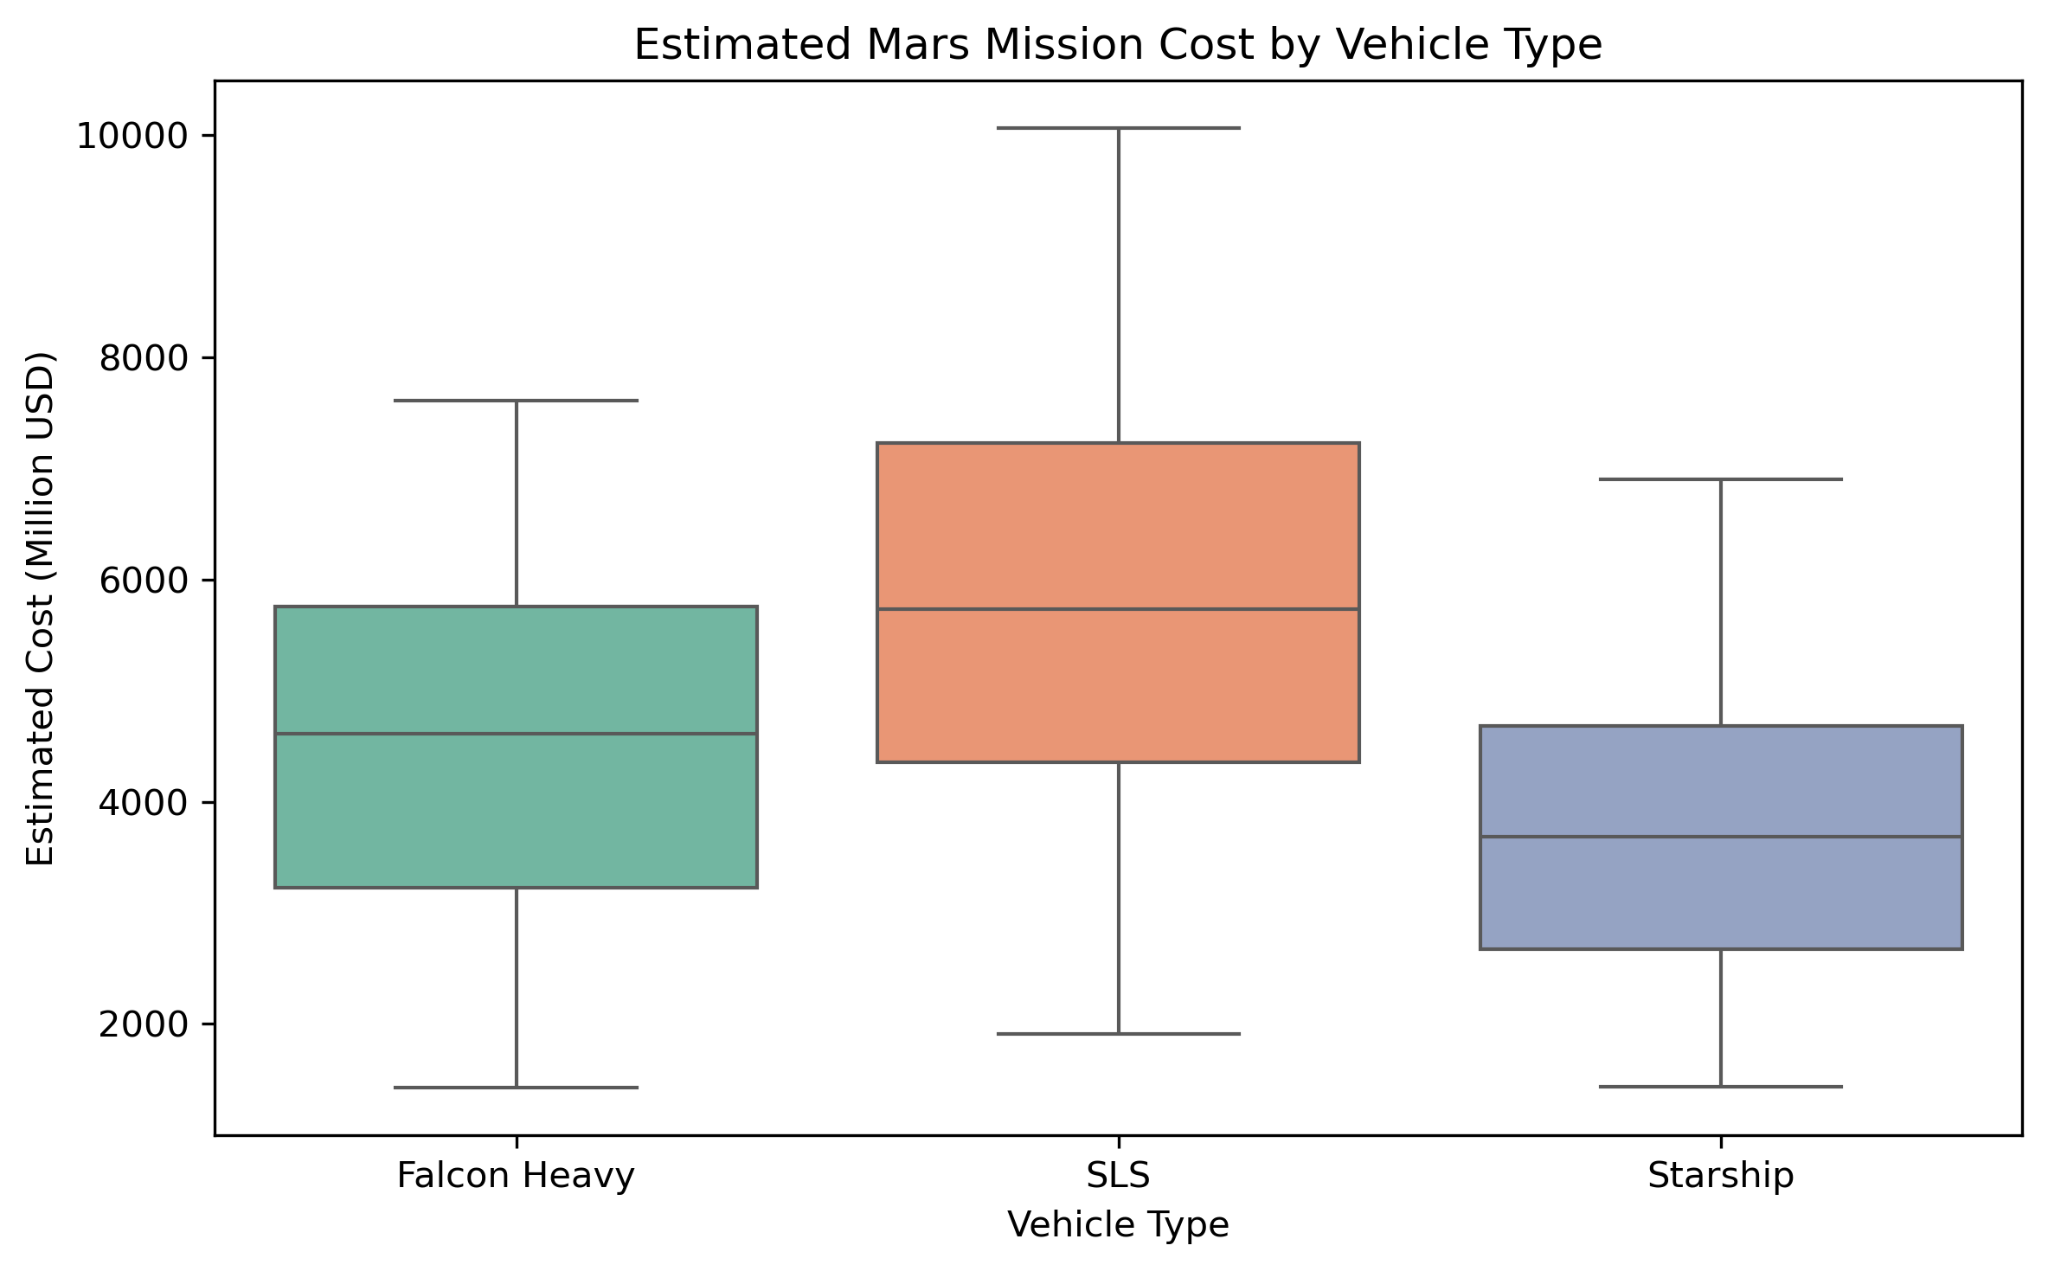 Estimated Mars Mission Cost by Vehicle Type
Estimated Cost (Million USD)
10000
8000
6000
4000
2000
Falcon Heavy
SLS
Starship
Vehicle Type